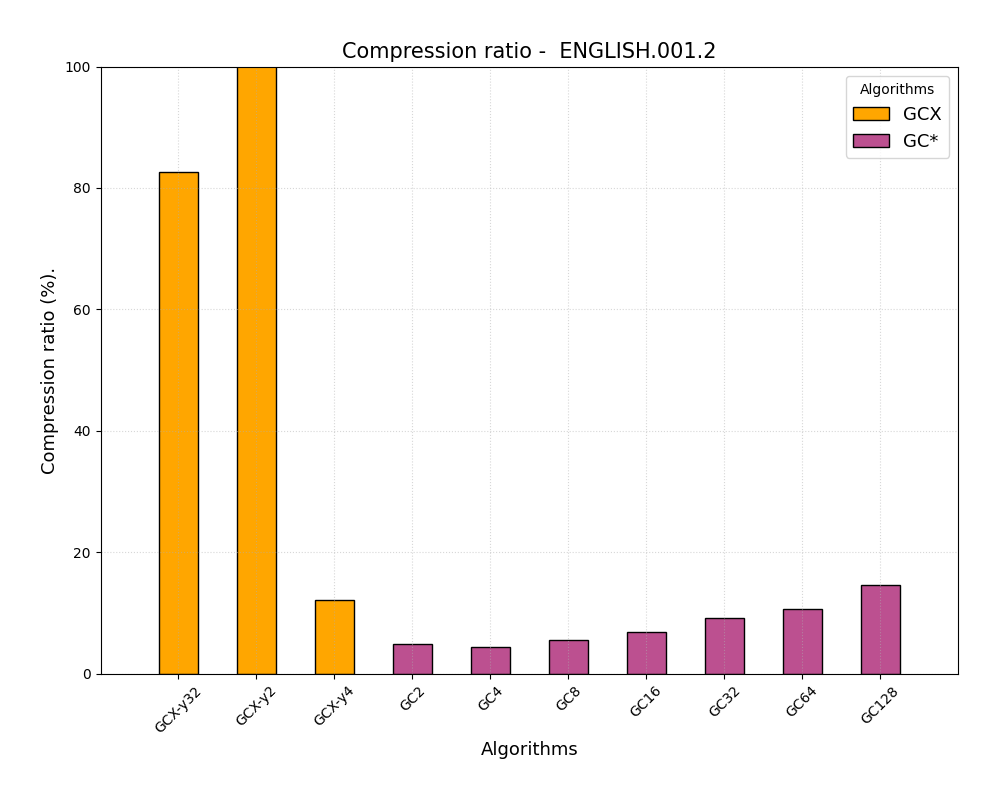 Compression ratio -  ENGLISH.001.2
Algorithms
GCX
GC*
Compression ratio (%).
100
80
60
40
20
0
GCX-y32
GCX-y2
GCX-y4
GC2
GC4
GC8
GC16
GC32
GC64
GC128
Algorithms